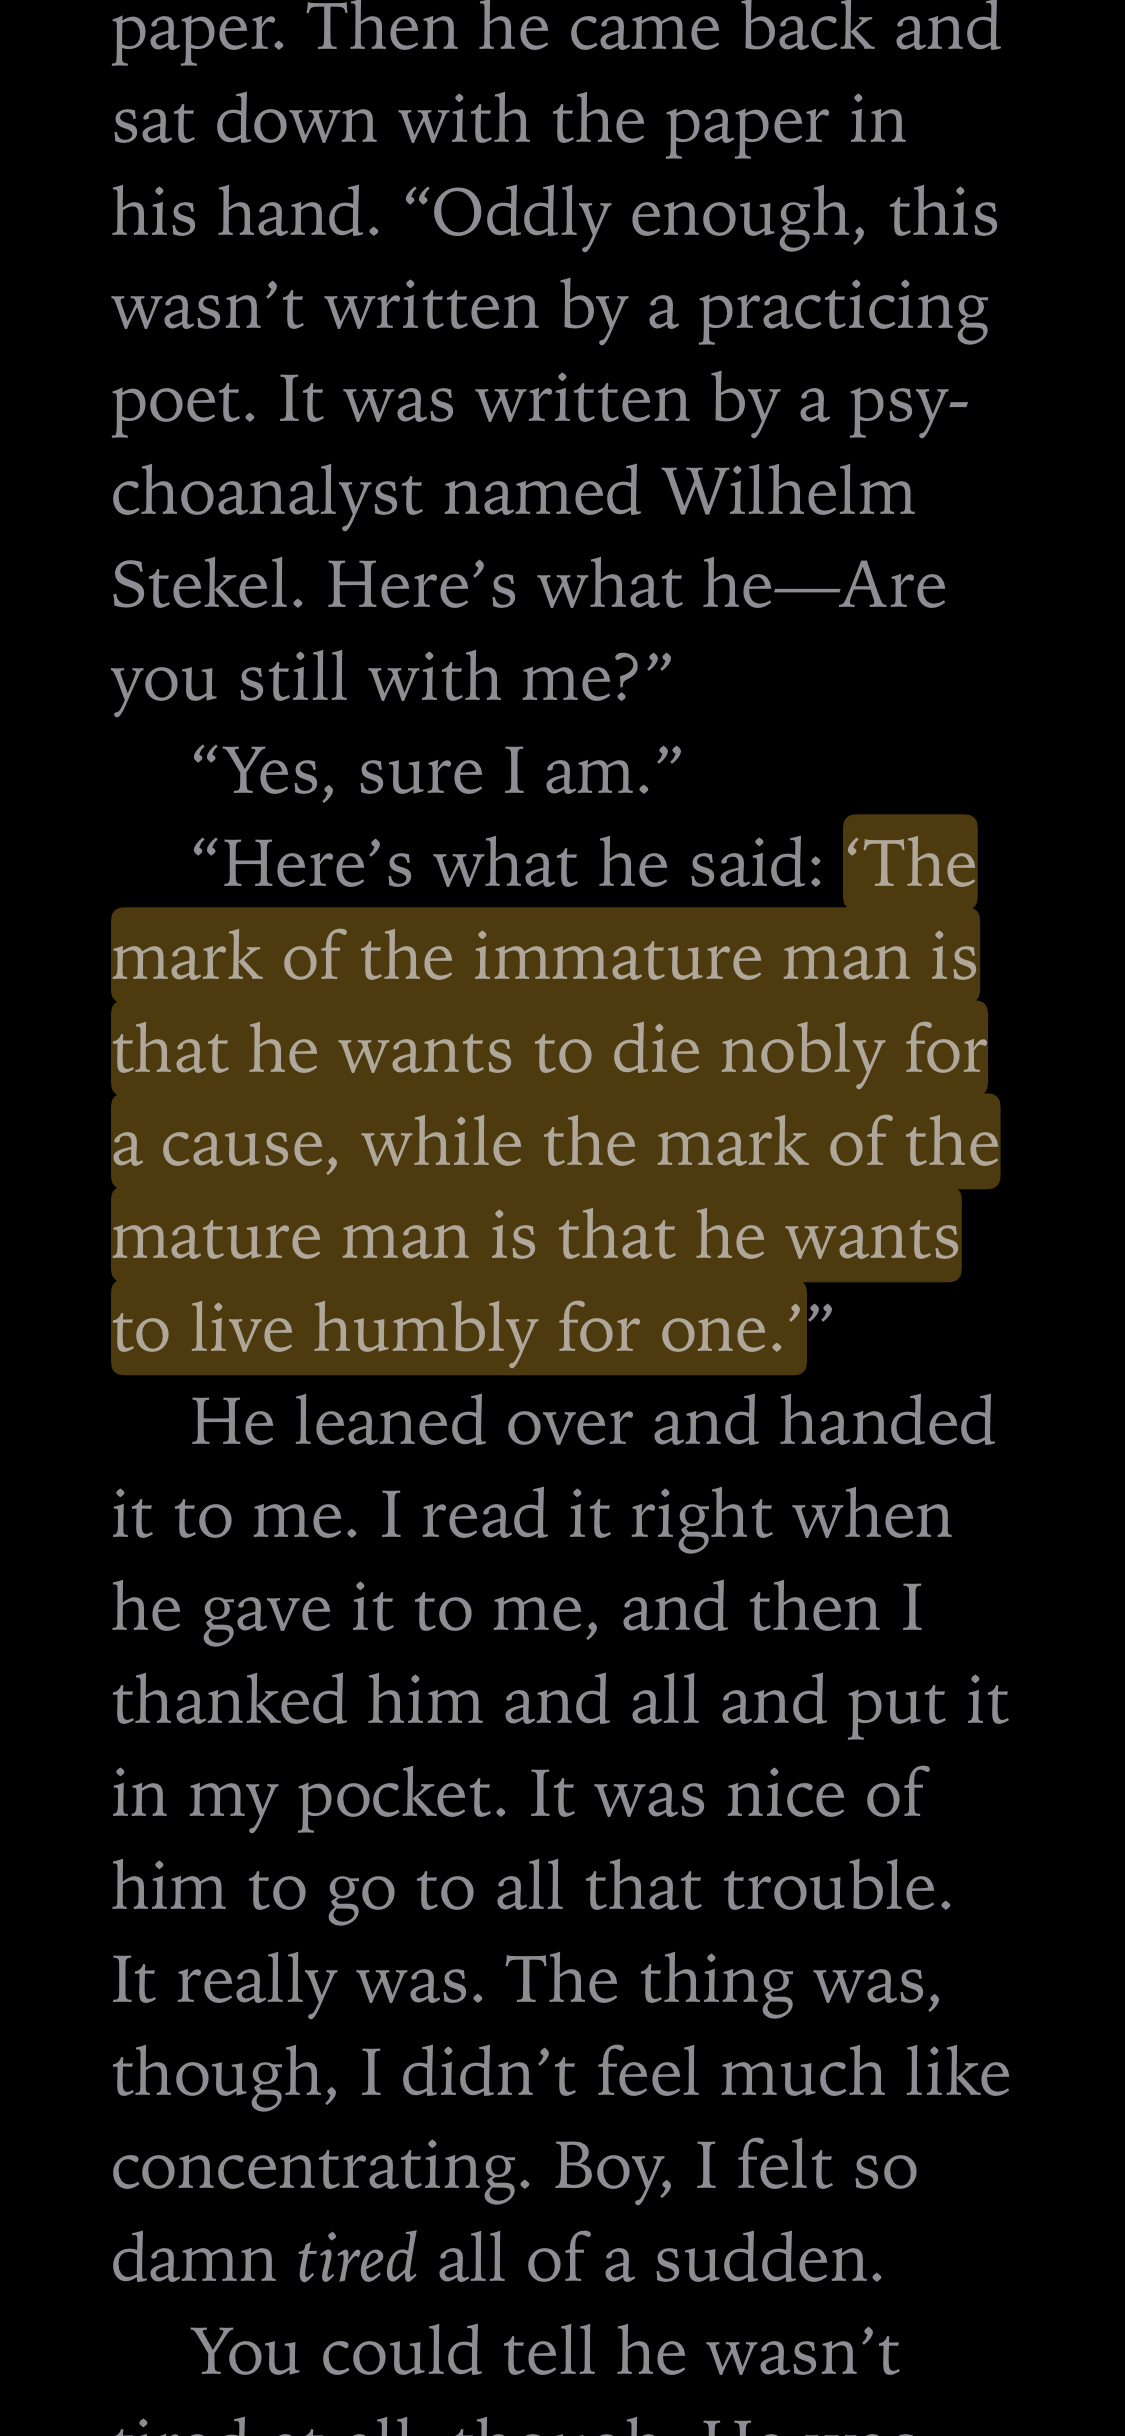 paper. Then he came back and
sat down with the paper in
his hand. “Oddly enough, this
wasn’t written by a practicing
poet. It was written by a psy-
choanalyst named Wilhelm
Stekel. Here’s what he—Are
you still with me?”
“Yes, sure I am.”
“Here’s what he said: ‘The
mark of the immature man is
that he wants to die nobly for
a cause, while the mark of the
mature man is that he wants
to live humbly for one.’”
He leaned over and handed
it to me. I read it right when
he gave it to me, and then I
thanked him and all and put it
in my pocket. It was nice of
him to go to all that trouble.
It really was. The thing was,
though, I didn’t feel much like
concentrating. Boy, I felt so
damn tired all of a sudden.
You could tell he wasn’t
tired at all, though. He was